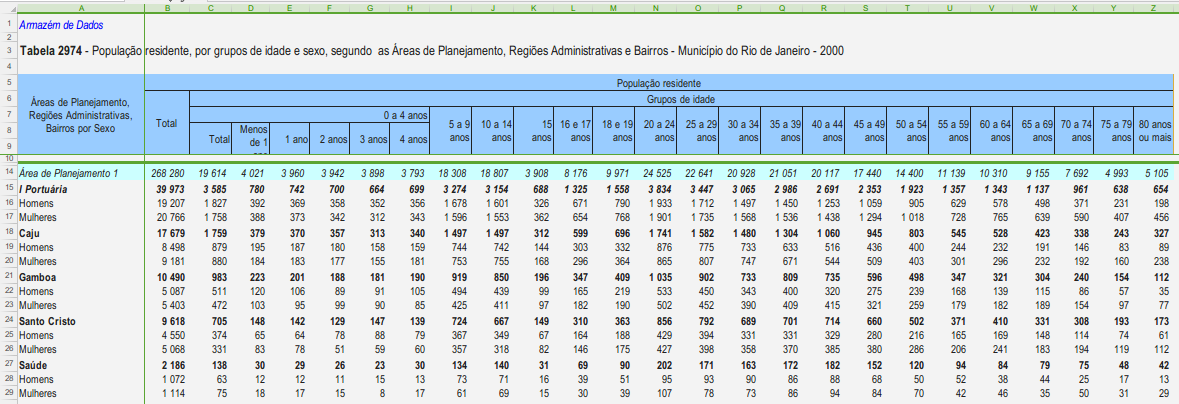 A B C D E F G H I J K L M N O P Q R S T U V W X Y Z
1 Armazém de Dados
2
3 Tabela 2974 - População residente, por grupos de idade e sexo, segundo as Áreas de Planejamento, Regiões Administrativas e Bairros - Município do Rio de Janeiro - 2000
4
5 População residente
6 Áreas de Planejamento, Grupos de idade
7 Regiões Administrativas, Total 0 a 4 anos 5 a 9 10 a 14 15 16 e 17 18 e 19 20 a 24 25 a 29 30 a 34 35 a 39 40 a 44 45 a 49 50 a 54 55 a 59 60 a 64 65 a 69 70 a 74 75 a 79 80 anos
8 Bairros por Sexo Total Menos de 1 1 ano 2 anos 3 anos 4 anos anos anos anos anos anos anos anos anos anos anos anos anos anos anos anos anos anos ou mais
9
10
14 Área de Planejamento 1 268 280 19 614 4 021 3 960 3 942 3 898 3 793 18 308 18 807 3 908 8 176 9 971 24 525 22 641 20 928 21 051 20 117 17 440 14 400 11 139 10 310 9 155 7 692 4 993 5 105
15 I Portuária 39 973 3 585 780 742 700 664 699 3 274 3 154 688 1 325 1 558 3 834 3 447 3 065 2 986 2 691 2 353 1 923 1 357 1 343 1 137 961 638 654
16 Homens 19 207 1 827 392 369 358 352 356 1 678 1 601 326 671 790 1 933 1 712 1 497 1 450 1 253 1 059 905 629 578 498 371 231 198
17 Mulheres 20 766 1 758 388 373 342 312 343 1 596 1 553 362 654 768 1 901 1 735 1 568 1 536 1 438 1 294 1 018 728 765 639 590 407 456
18 Caju 17 679 1 759 379 370 357 313 340 1 497 1 497 312 599 696 1 741 1 582 1 480 1 304 1 060 945 803 545 528 423 338 243 327
19 Homens 8 498 879 195 187 180 158 159 744 742 144 303 332 876 775 733 633 516 436 400 244 232 191 146 83 89
20 Mulheres 9 181 880 184 183 177 155 181 753 755 168 296 364 865 807 747 671 544 509 403 301 296 232 192 160 238
21 Gamboa 10 490 983 223 201 188 181 190 919 850 196 347 409 1 035 902 733 809 735 596 498 347 321 304 240 154 112
22 Homens 5 087 511 120 106 89 91 105 494 439 99 165 219 533 450 343 400 320 275 239 168 139 115 86 57 35
23 Mulheres 5 403 472 103 95 99 90 85 425 411 97 182 190 502 452 390 409 415 321 259 179 182 189 154 97 77
24 Santo Cristo 9 618 705 148 142 129 147 139 724 667 149 310 363 856 792 689 701 714 660 502 371 410 331 308 193 173
25 Homens 4 550 374 65 64 78 88 79 367 349 67 164 188 429 394 331 331 329 280 216 165 169 148 114 74 61
26 Mulheres 5 068 331 83 78 51 59 60 357 318 82 146 175 427 398 358 370 385 380 286 206 241 183 194 119 112
27 Saúde 2 186 138 30 29 26 23 30 134 140 31 69 90 202 171 163 172 182 152 120 94 84 79 75 48 42
28 Homens 1 072 63 12 12 11 15 13 73 71 16 39 51 95 93 90 86 88 68 50 52 38 44 25 17 13
29 Mulheres 1 114 75 18 17 15 8 17 61 69 15 30 39 107 78 73 86 94 84 70 42 46 35 50 31 29